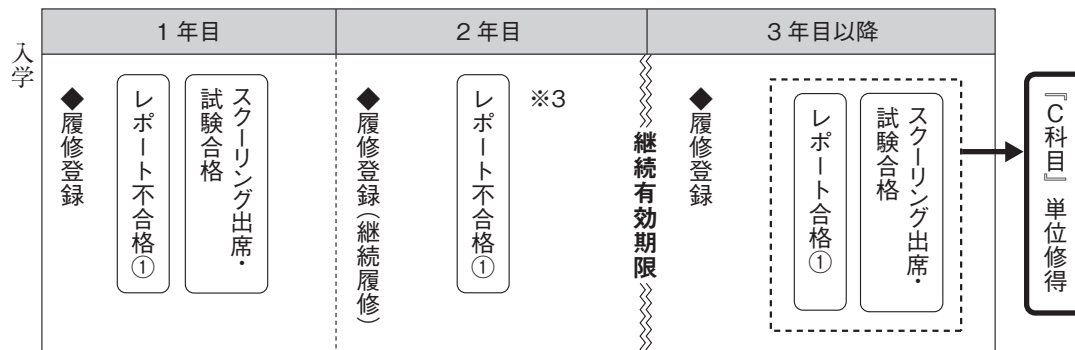 入学
1年目
2年目
3年目以降
◆履修登録
レポート不合格①
スクーリング出席・
試験合格
◆履修登録（継続履修）
レポート不合格①
※3
継続有効期限
◆履修登録
レポート合格①
スクーリング出席・
試験合格
『C科目』単位修得